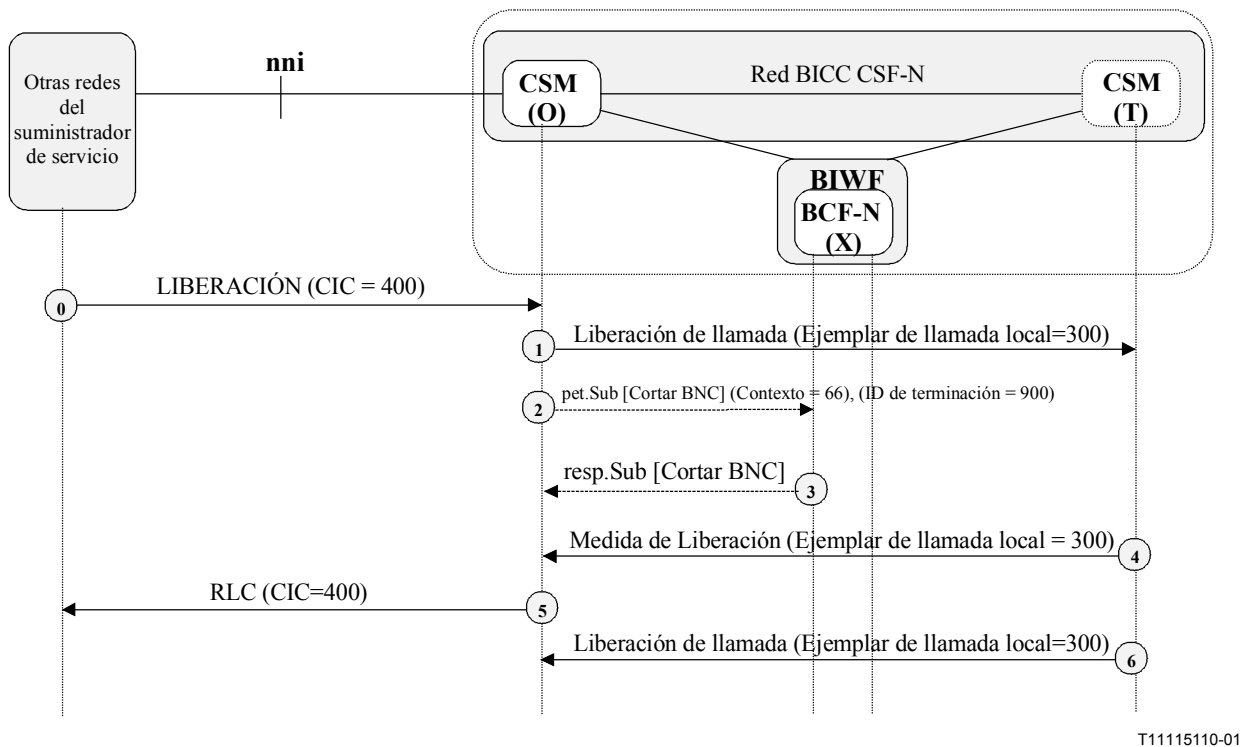 Otras redes
del
suministrador
de servicio
nni
CSM
(O)
Red BICC CSF-N
CSM
(T)
BIWF
BCF-N
(X)
LIBERACIÓN (CIC = 400)
0
1
Liberación de llamada (Ejemplar de llamada local=300)
2
pet.Sub [Cortar BNC] (Contexto = 66), (ID de terminación = 900)
resp.Sub [Cortar BNC]
3
Medida de Liberación (Ejemplar de llamada local = 300)
4
RLC (CIC=400)
5
Liberación de llamada (Ejemplar de llamada local=300)
6
T11115110-01